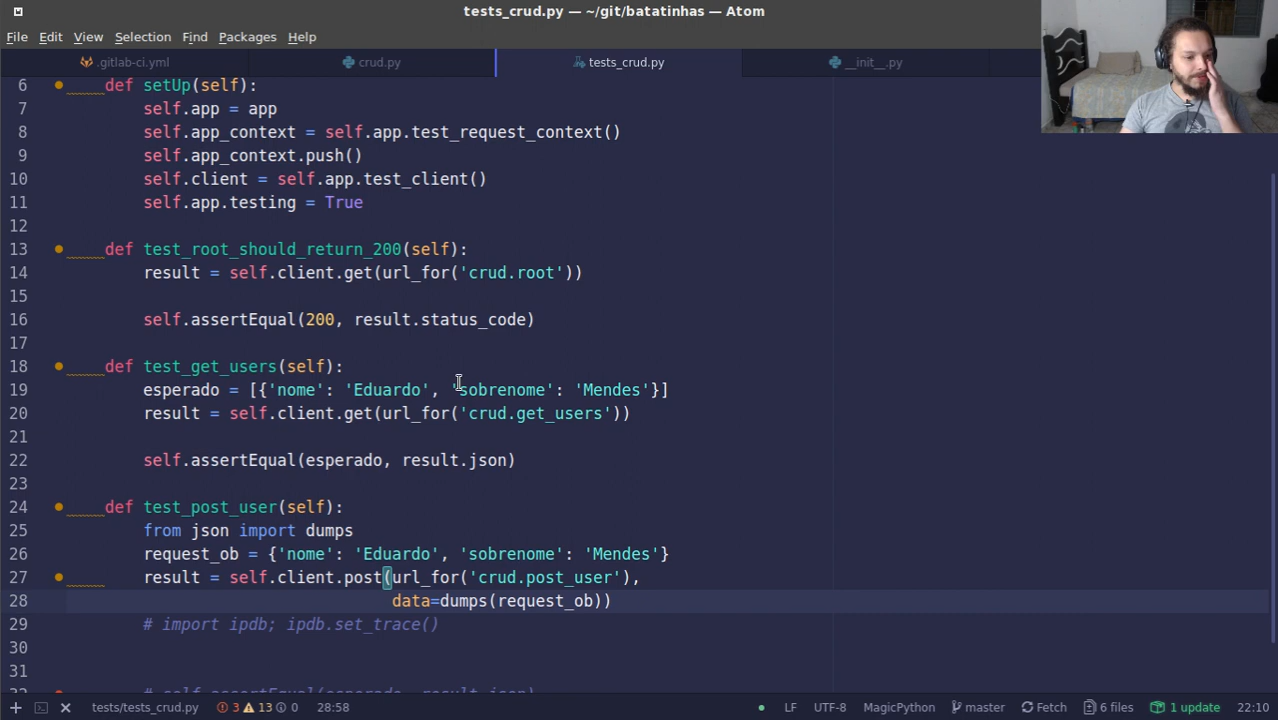 tests_crud.py — ~/git/batatinhas — Atom
File Edit View Selection Find Packages Help
.gitlab-ci.yml crud.py tests_crud.py __init__.py
6 def setUp(self):
7 self.app = app
8 self.app_context = self.app.test_request_context()
9 self.app_context.push()
10 self.client = self.app.test_client()
11 self.app.testing = True
12
13 def test_root_should_return_200(self):
14 result = self.client.get(url_for('crud.root'))
15
16 self.assertEqual(200, result.status_code)
17
18 def test_get_users(self):
19 esperado = [{'nome': 'Eduardo', 'sobrenome': 'Mendes'}]
20 result = self.client.get(url_for('crud.get_users'))
21
22 self.assertEqual(esperado, result.json)
23
24 def test_post_user(self):
25 from json import dumps
26 request_ob = {'nome': 'Eduardo', 'sobrenome': 'Mendes'}
27 result = self.client.post(url_for('crud.post_user'),
28 data=dumps(request_ob))
29 # import ipdb; ipdb.set_trace()
30
31
32 # self.assertEqual(esperado, result.json)
tests/tests_crud.py 3 13 0 28:58 LF UTF-8 MagicPython master Fetch 6 files 1 update 22:10